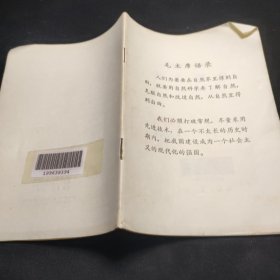 毛主席语录
人们为着要在自然界里得到自
由，就要用自然科学来了解自然，
克服自然和改造自然，从自然里得
到自由。
我们必须打破常规，尽量采用
先进技术，在一个不太长的历史时
期内，把我国建设成为一个社会主
义的现代化的强国。